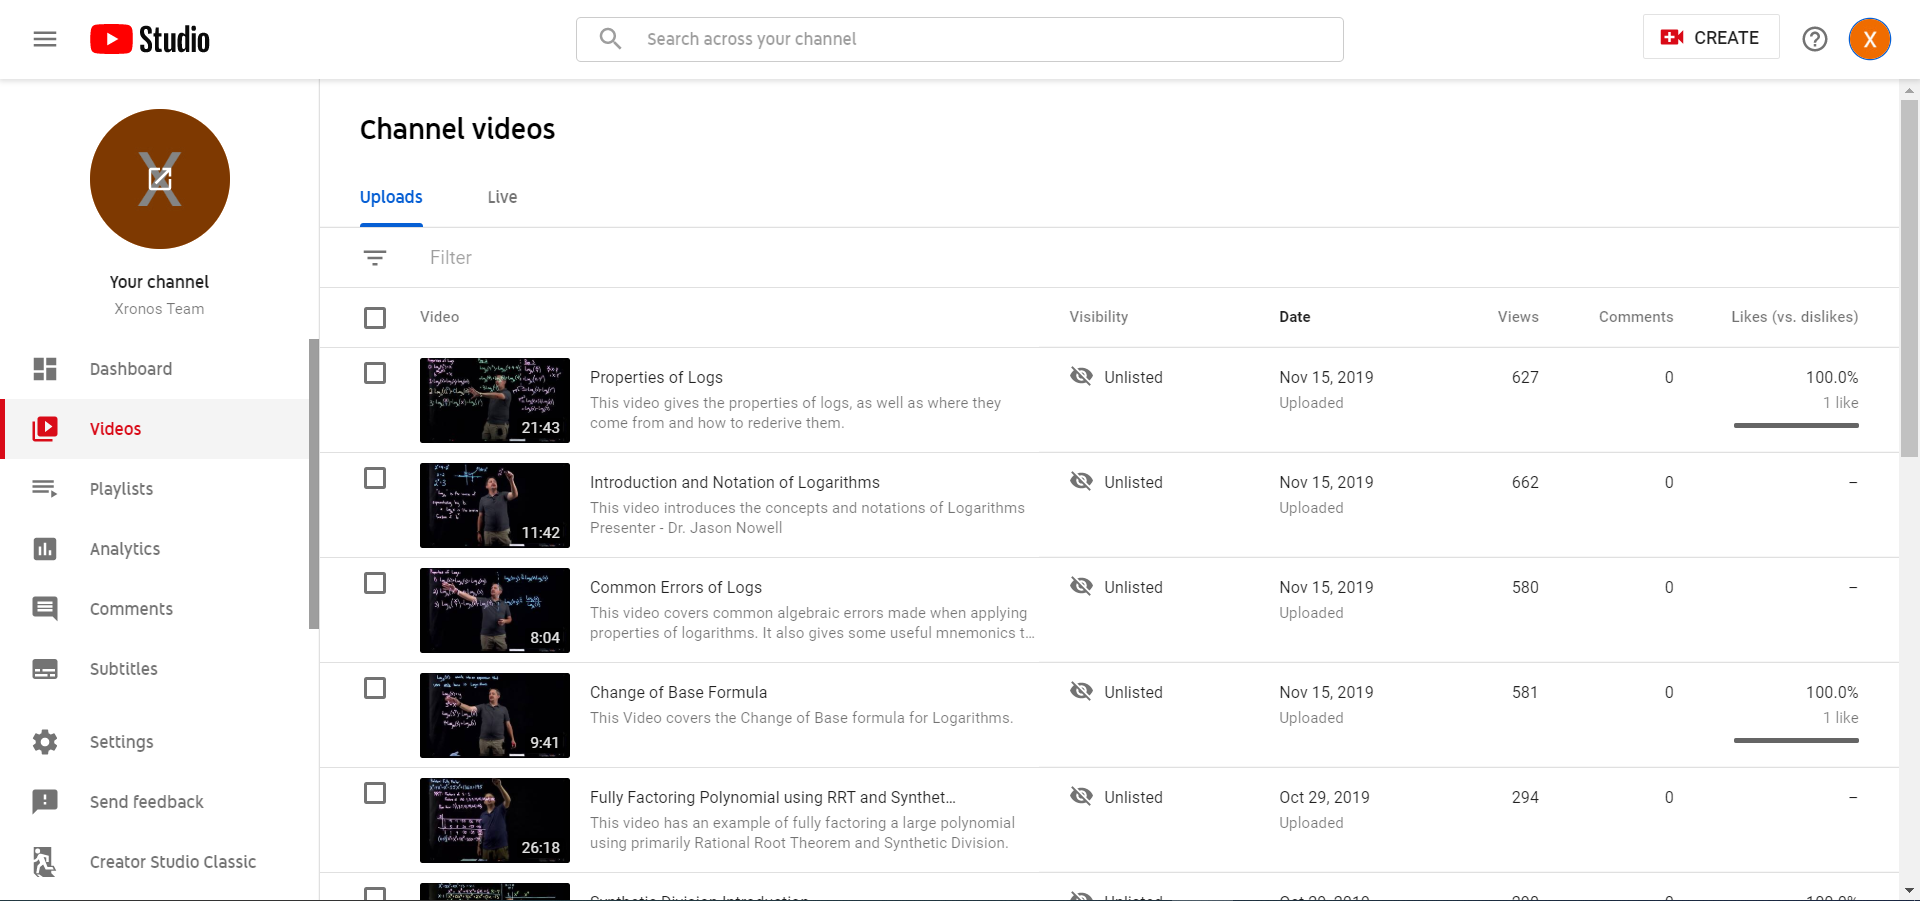 Studio
Search across your channel
CREATE
X
X
Your channel
Xronos Team
Dashboard
Videos
Playlists
Analytics
Comments
Subtitles
Settings
Send feedback
Creator Studio Classic
Channel videos
Uploads Live
Filter
Video Visibility Date Views Comments Likes (vs. dislikes)
21:43
Properties of Logs Unlisted Nov 15, 2019 627 0 100.0%
This video gives the properties of logs, as well as where they Uploaded 1 like
come from and how to rederive them.
11:42
Introduction and Notation of Logarithms Unlisted Nov 15, 2019 662 0 –
This video introduces the concepts and notations of Logarithms Uploaded
Presenter - Dr. Jason Nowell
8:04
Common Errors of Logs Unlisted Nov 15, 2019 580 0 –
This video covers common algebraic errors made when applying Uploaded
properties of logarithms. It also gives some useful mnemonics t...
9:41
Change of Base Formula Unlisted Nov 15, 2019 581 0 100.0%
This Video covers the Change of Base formula for Logarithms. Uploaded 1 like
26:18
Fully Factoring Polynomial using RRT and Synthet... Unlisted Oct 29, 2019 294 0 –
This video has an example of fully factoring a large polynomial Uploaded
using primarily Rational Root Theorem and Synthetic Division.